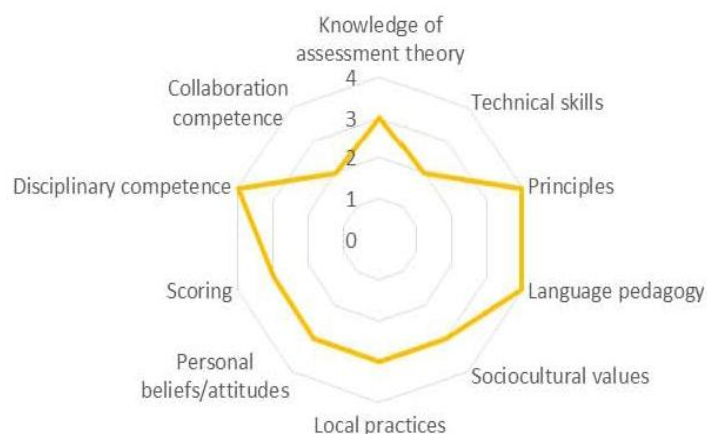 Knowledge of
assessment theory
Collaboration
competence
Technical skills
4
3
2
1
0
Disciplinary competence
Principles
Scoring
Language pedagogy
Personal
beliefs/attitudes
Sociocultural values
Local practices